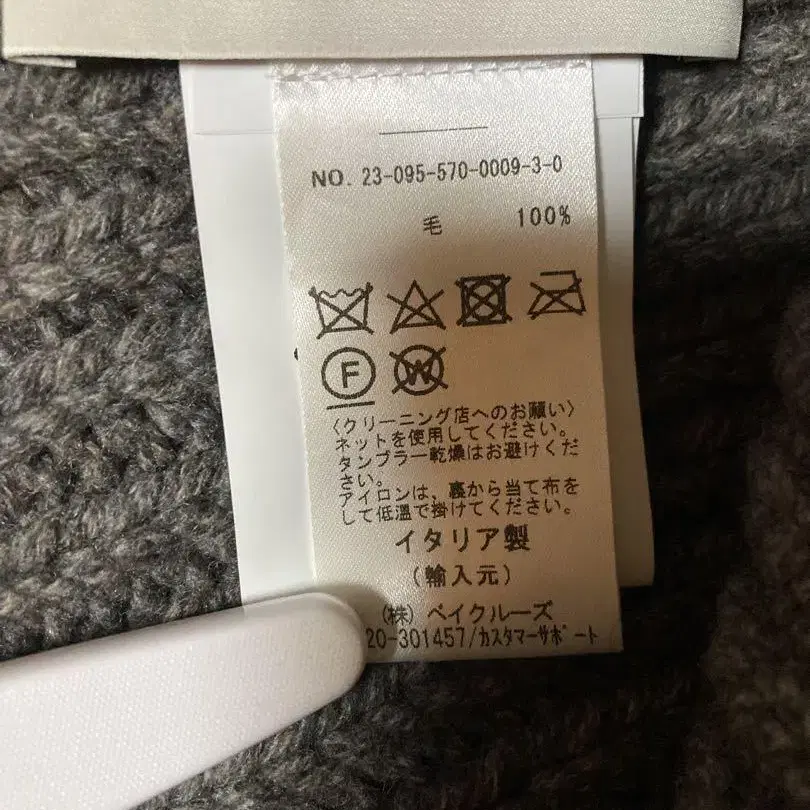 NO. 23-095-570-0009-3-0
毛 100%
F W
〈クリーニング店へのお願い〉
ネットを使用してください。
タンブラー乾燥はお避けくだ
さい。
アイロンは、裏から当て布を
して低温で掛けてください。
イタリア製
(輸入元)
(株) ベイクルーズ
20-301457/カスタマーサポート